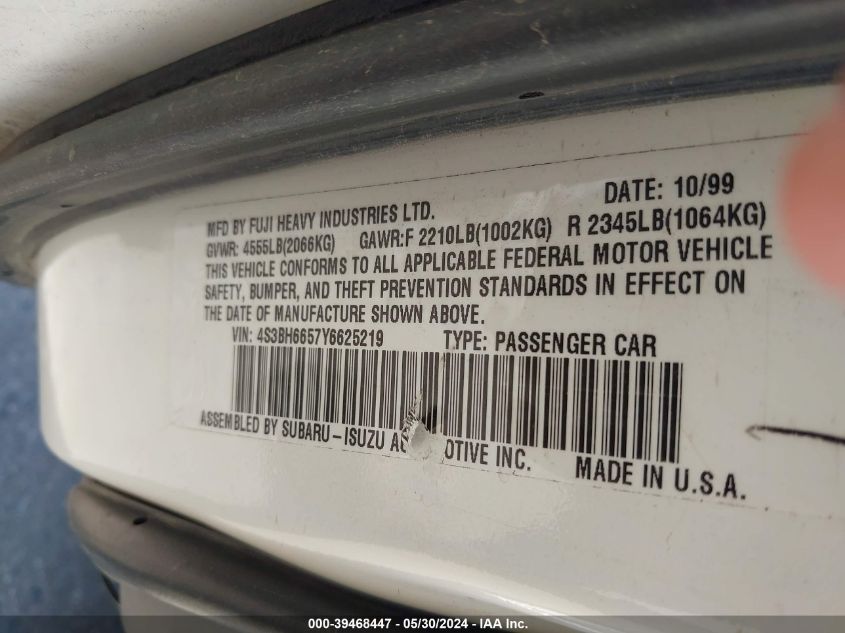 DATE: 10/99
MFD BY FUJI HEAVY INDUSTRIES LTD.
GVWR: 4555LB(2066KG) GAWR:F 2210LB(1002KG) R 2345LB(1064KG)
THIS VEHICLE CONFORMS TO ALL APPLICABLE FEDERAL MOTOR VEHICLE
SAFETY, BUMPER, AND THEFT PREVENTION STANDARDS IN EFFECT ON
THE DATE OF MANUFACTURE SHOWN ABOVE.
VIN: 4S3BH6657Y6625219 TYPE: PASSENGER CAR
ASSEMBLED BY SUBARU-ISUZU A OTIVE INC. MADE IN U.S.A.
000-39468447 - 05/30/2024 - IAA Inc.